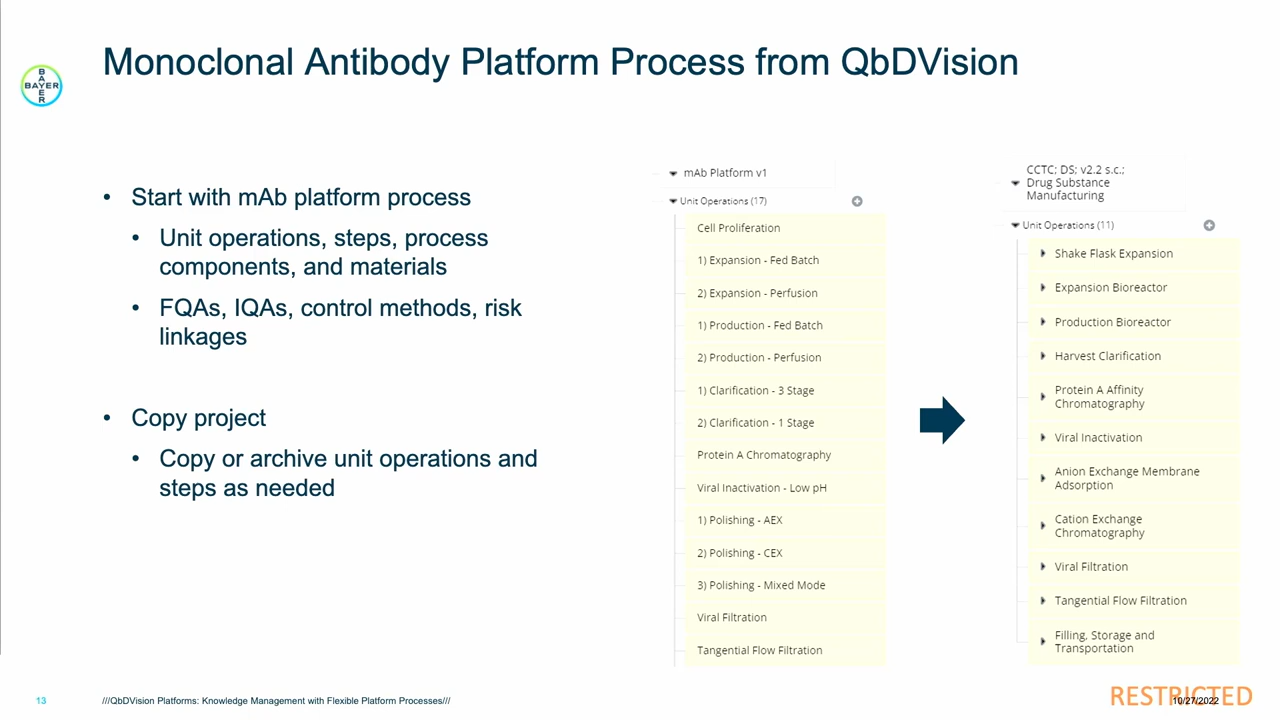 Monoclonal Antibody Platform Process from QbDVision
BAYER
BAYER
• Start with mAb platform process
• Unit operations, steps, process
components, and materials
• FQAs, IQAs, control methods, risk
linkages
• Copy project
• Copy or archive unit operations and
steps as needed
mAb Platform v1
Unit Operations (17)
Cell Proliferation
1) Expansion - Fed Batch
2) Expansion - Perfusion
1) Production - Fed Batch
2) Production - Perfusion
1) Clarification - 3 Stage
2) Clarification - 1 Stage
Protein A Chromatography
Viral Inactivation - Low pH
1) Polishing - AEX
2) Polishing - CEX
3) Polishing - Mixed Mode
Viral Filtration
Tangential Flow Filtration
CCTC; DS; v2.2 s.c.;
Drug Substance
Manufacturing
Unit Operations (11)
Shake Flask Expansion
Expansion Bioreactor
Production Bioreactor
Harvest Clarification
Protein A Affinity
Chromatography
Viral Inactivation
Anion Exchange Membrane
Adsorption
Cation Exchange
Chromatography
Viral Filtration
Tangential Flow Filtration
Filling, Storage and
Transportation
13
///QbDVision Platforms: Knowledge Management with Flexible Platform Processes///
RESTRICTED
10/27/2022